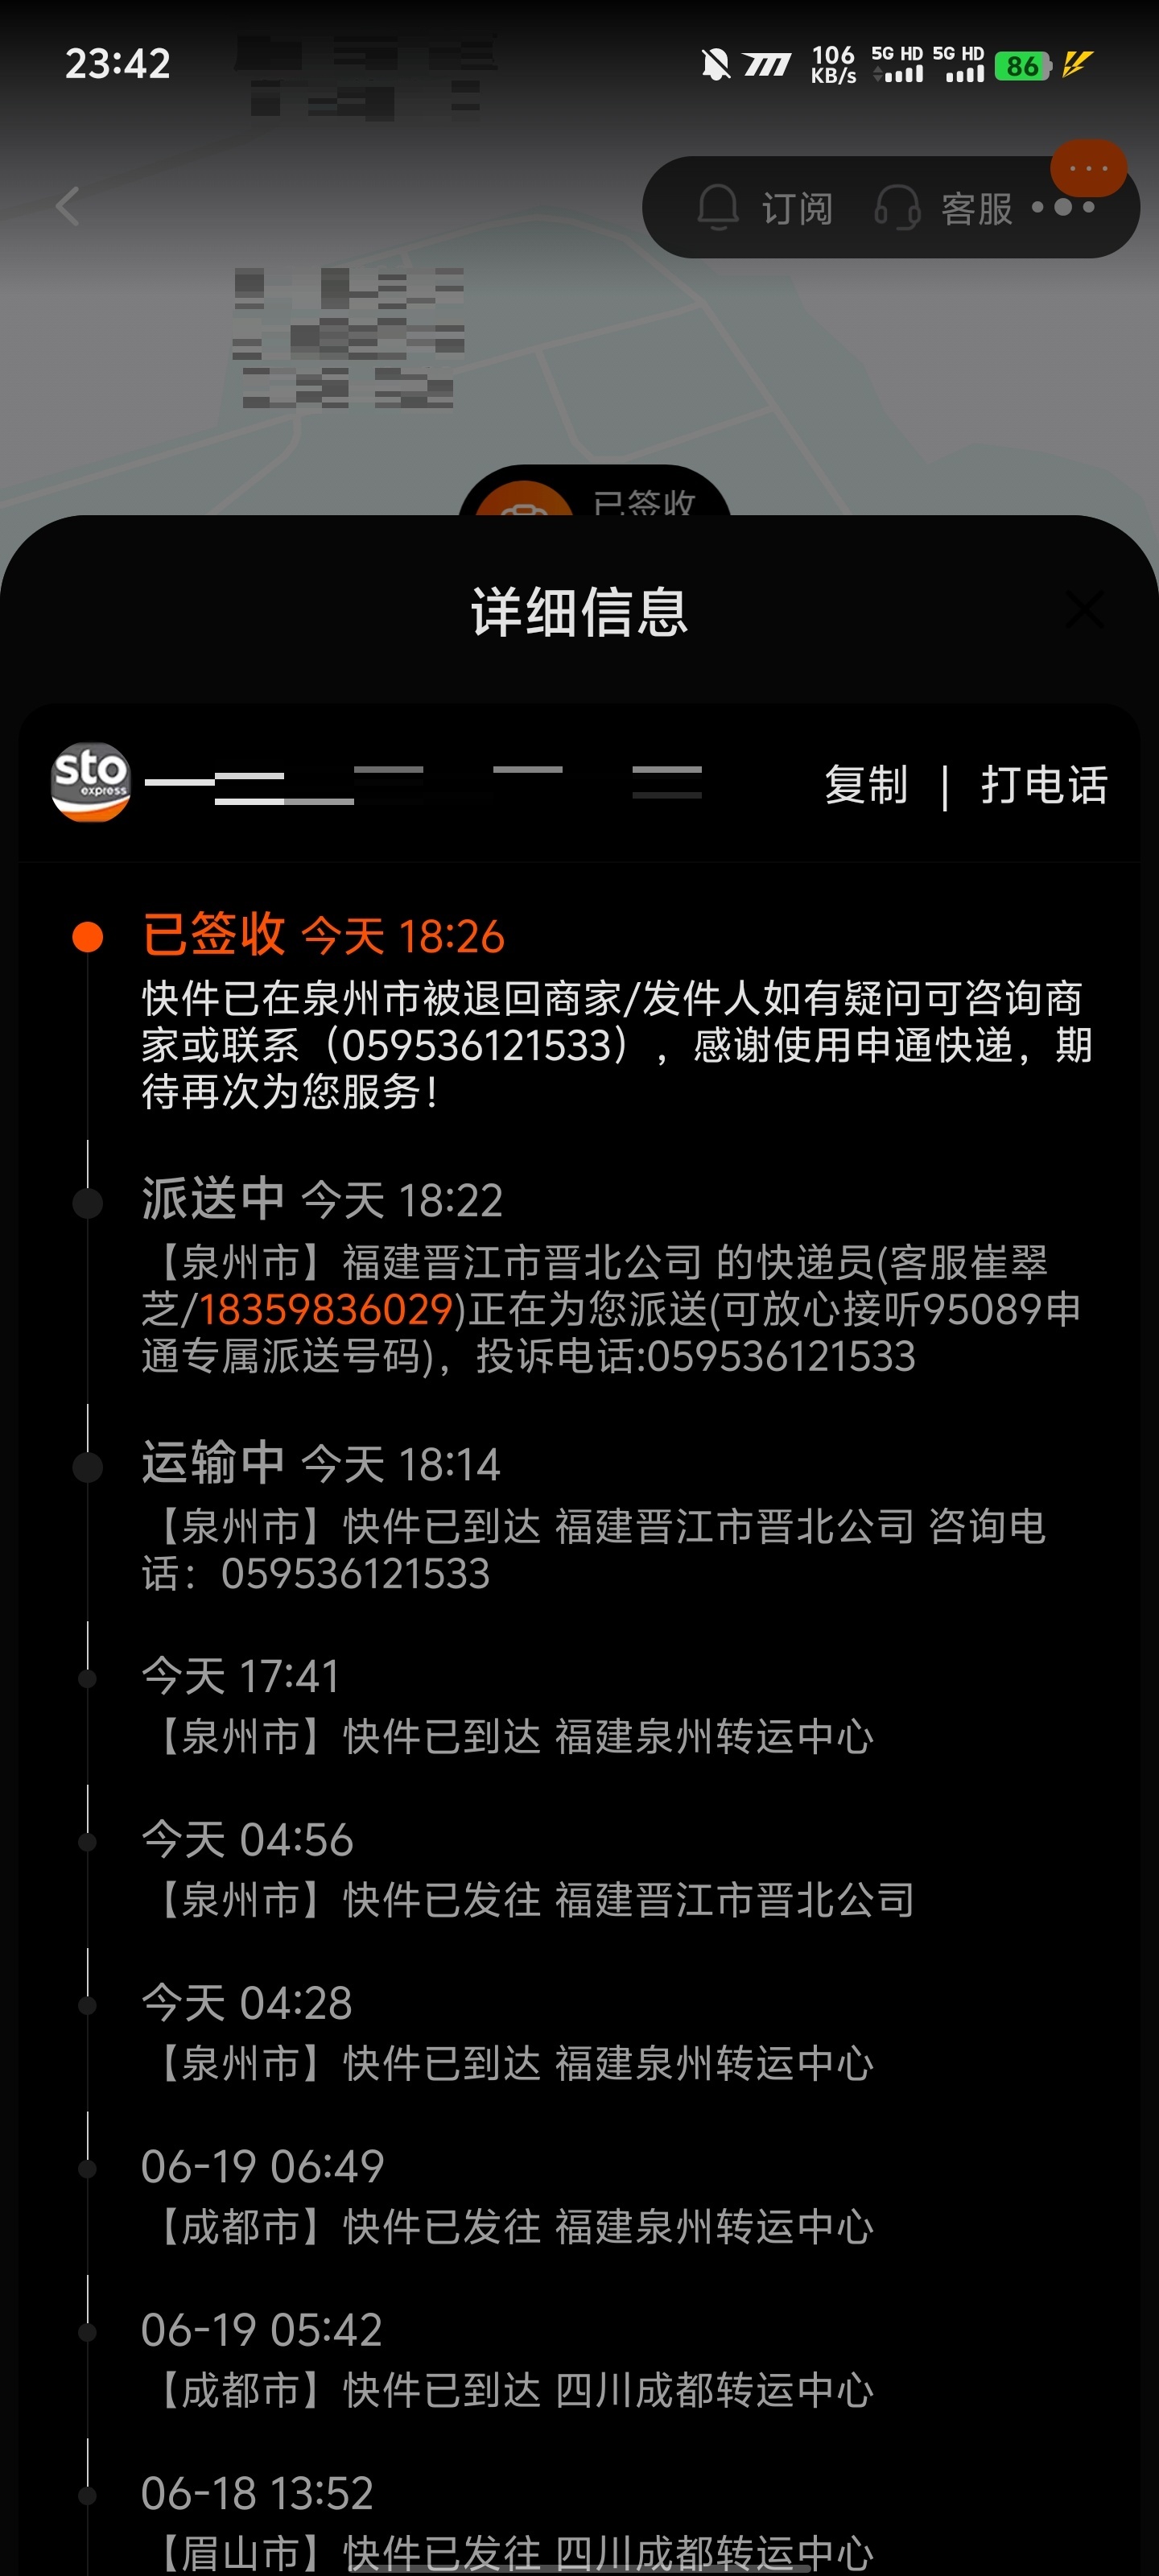 23:42
106
KB/s
5G HD 5G HD
86
订阅 客服
已签收
详细信息
sto
express
复制 | 打电话
已签收 今天 18:26
快件已在泉州市被退回商家/发件人如有疑问可咨询商
家或联系（059536121533），感谢使用申通快递，期
待再次为您服务！
派送中 今天 18:22
【泉州市】福建晋江市晋北公司 的快递员(客服崔翠
芝/18359836029)正在为您派送(可放心接听95089申
通专属派送号码)，投诉电话:059536121533
运输中 今天 18:14
【泉州市】快件已到达 福建晋江市晋北公司 咨询电
话：059536121533
今天 17:41
【泉州市】快件已到达 福建泉州转运中心
今天 04:56
【泉州市】快件已发往 福建晋江市晋北公司
今天 04:28
【泉州市】快件已到达 福建泉州转运中心
06-19 06:49
【成都市】快件已发往 福建泉州转运中心
06-19 05:42
【成都市】快件已到达 四川成都转运中心
06-18 13:52
【眉山市】快件已发往 四川成都转运中心